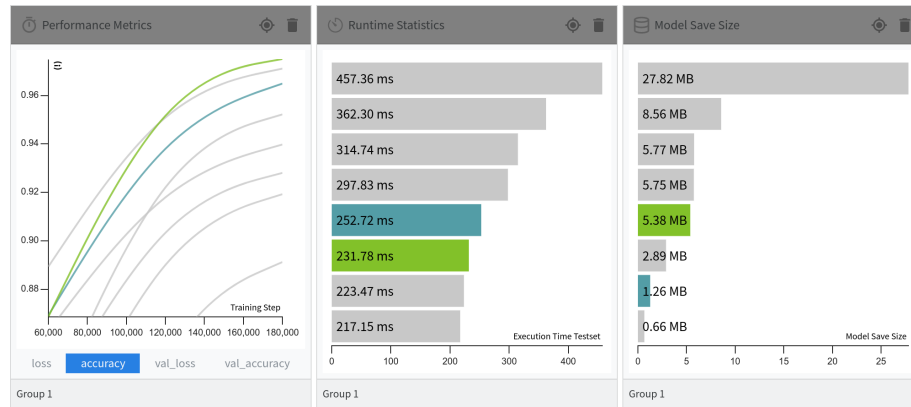 Performance Metrics
0.96
0.94
0.92
0.90
0.88
Training Step
60,000 80,000 100,000 120,000 140,000 160,000 180,000
loss accuracy val_loss val_accuracy
Group 1
Runtime Statistics
457.36 ms
362.30 ms
314.74 ms
297.83 ms
252.72 ms
231.78 ms
223.47 ms
217.15 ms
Execution Time Testset
0 100 200 300 400
Group 1
Model Save Size
27.82 MB
8.56 MB
5.77 MB
5.75 MB
5.38 MB
2.89 MB
1.26 MB
0.66 MB
Model Save Size
0 5 10 15 20 25
Group 1